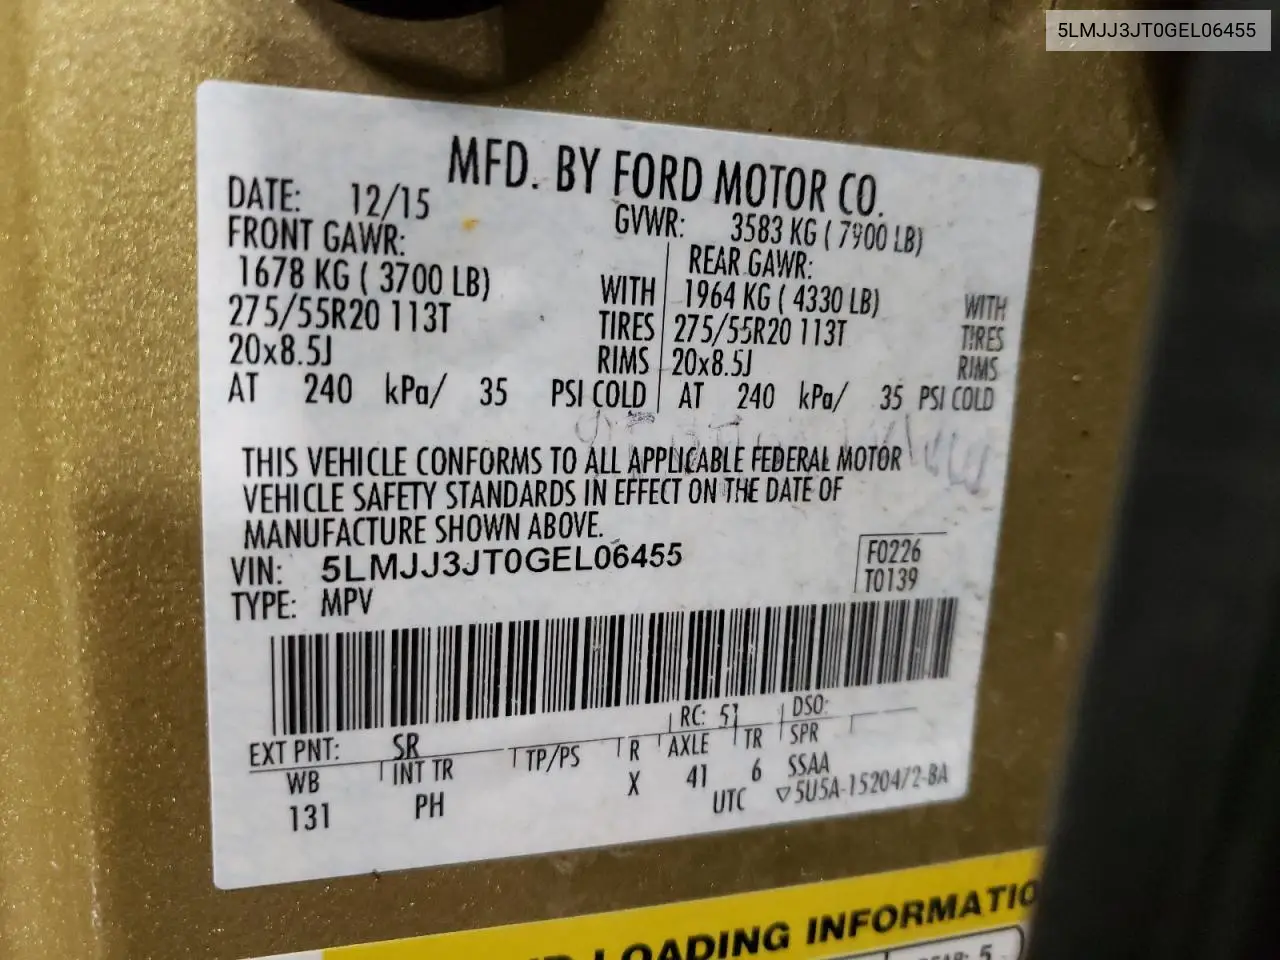 5LMJJ3JT0GEL06455
MFD. BY FORD MOTOR CO.
DATE: 12/15 GVWR: 3583 KG ( 7900 LB)
FRONT GAWR: REAR GAWR:
1678 KG ( 3700 LB) WITH 1964 KG ( 4330 LB) WITH
275/55R20 113T TIRES 275/55R20 113T TIRES
20x8.5J RIMS 20x8.5J RIMS
AT 240 kPa/ 35 PSI COLD AT 240 kPa/ 35 PSI COLD
THIS VEHICLE CONFORMS TO ALL APPLICABLE FEDERAL MOTOR
VEHICLE SAFETY STANDARDS IN EFFECT ON THE DATE OF
MANUFACTURE SHOWN ABOVE.
VIN: 5LMJJ3JT0GEL06455 F0226
TYPE: MPV T0139
EXT PNT: SR RC: 51 DSO:
WB INT TR TP/PS R AXLE TR SPR
131 PH X 41 6 SSAA
UTC ▽5U5A-1520472-BA
LOADING INFORMATIO
5